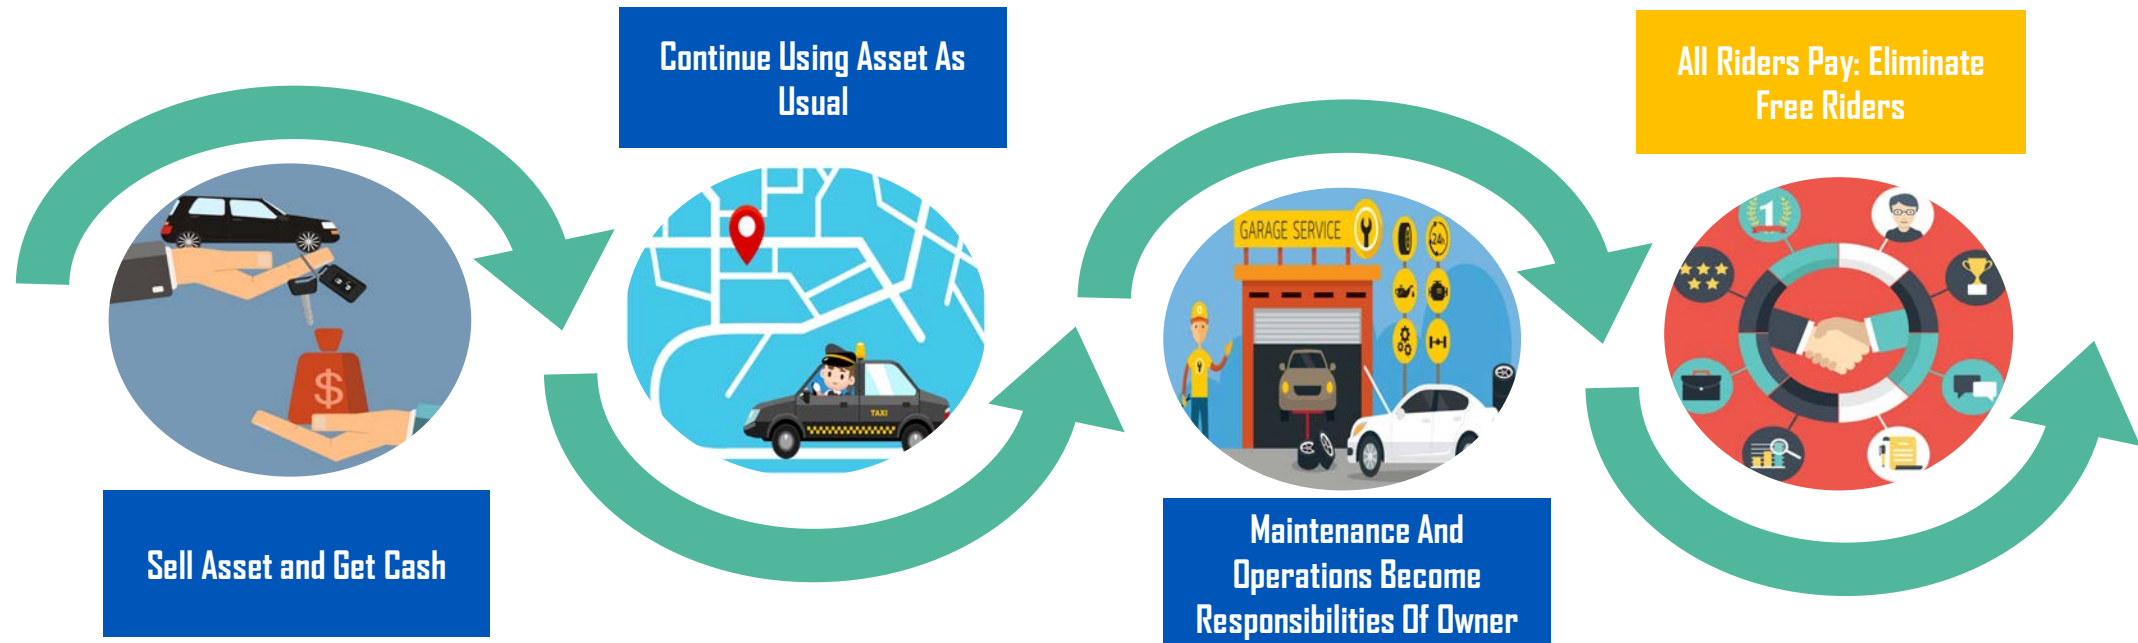 Sell Asset and Get Cash
$
Continue Using Asset As
Usual
TAXI
GARAGE SERVICE
24h
Maintenance And
Operations Become
Responsibilities Of Owner
All Riders Pay: Eliminate
Free Riders
1